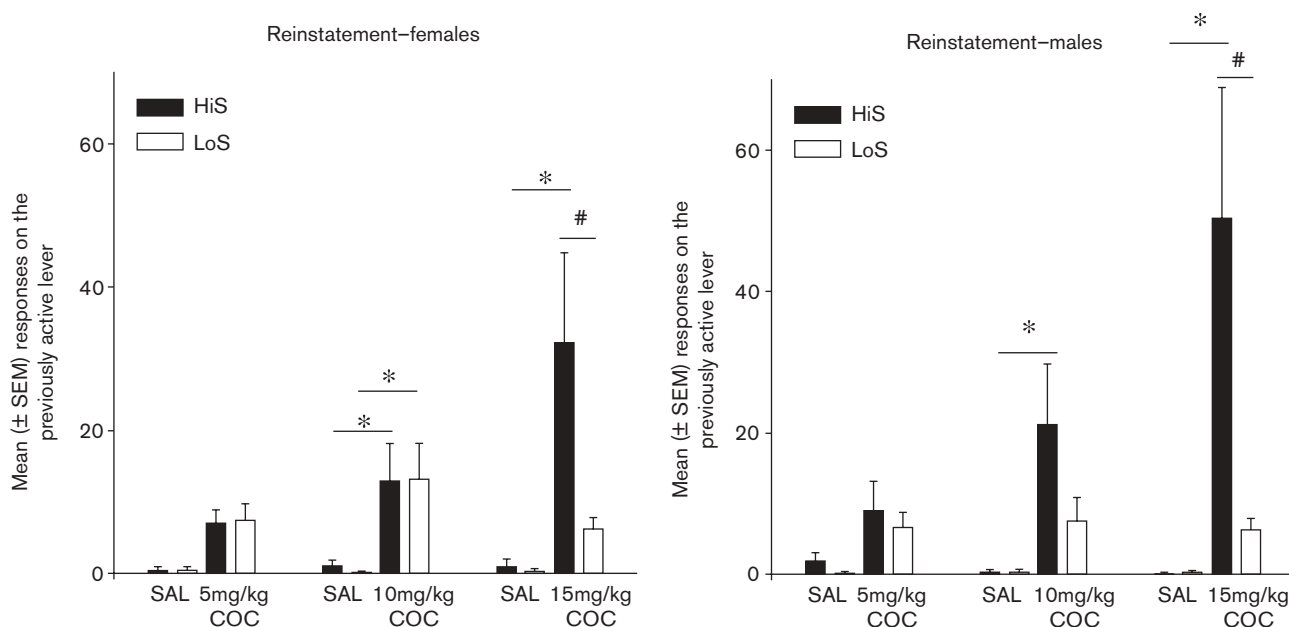 Reinstatement–females
HiS
LoS
Mean (± SEM) responses on the
previously active lever
60
40
20
0
*
#
*
*
SAL 5mg/kg
COC
SAL 10mg/kg
COC
SAL 15mg/kg
COC
Reinstatement–males
HiS
LoS
Mean (± SEM) responses on the
previously active lever
60
40
20
0
*
#
*
SAL 5mg/kg
COC
SAL 10mg/kg
COC
SAL 15mg/kg
COC